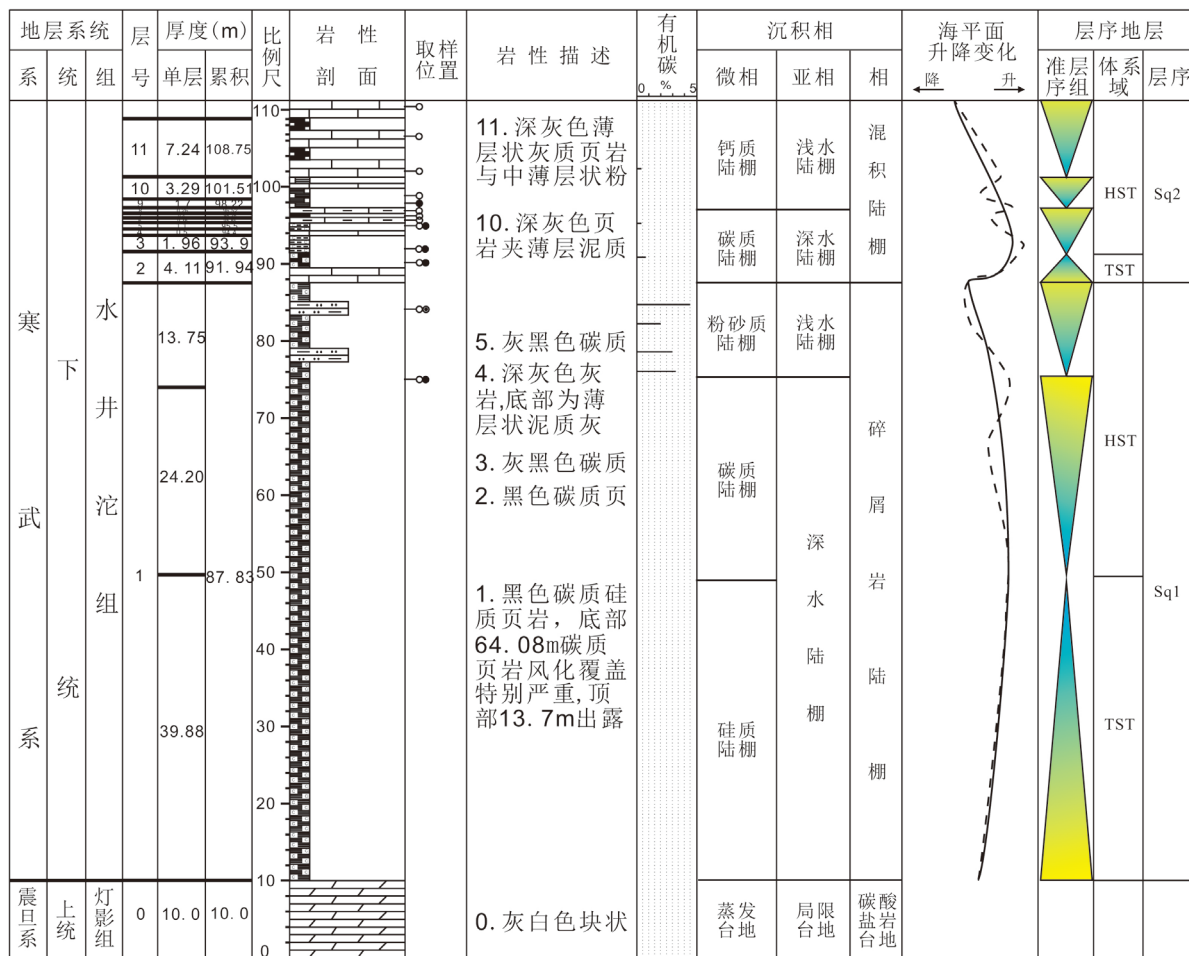 地层系统
层号
厚度(m)
比例尺
岩性剖面
取样位置
岩性描述
有机碳
%
0 5
沉积相
海平面
升降变化
降 升
层序地层
系
统
组
单层
累积
微相
亚相
相
准层序组
体系域
层序
寒武系
下统
水井沱组
震旦系
上统
灯影组
11
7.24
108.75
10
3.29
101.51
9
1.7
98.22
3
1.96
93.9
2
4.11
91.94
1
13.75
24.20
39.88
87.83
0
10.0
10.0
110
100
90
80
70
60
50
40
30
20
10
0
11. 深灰色薄
层状灰质页岩
与中薄层状粉
10. 深灰色页
岩夹薄层泥质
5. 灰黑色碳质
4. 深灰色灰
岩,底部为薄
层状泥质灰
3. 灰黑色碳质
2. 黑色碳质页
1. 黑色碳质硅
质页岩，底部
64.08m碳质
页岩风化覆盖
特别严重,顶
部13.7m出露
0. 灰白色块状
钙质
陆棚
碳质
陆棚
粉砂质
陆棚
碳质
陆棚
硅质
陆棚
蒸发
台地
浅水
陆棚
深水
陆棚
浅水
陆棚
深水陆棚
局限
台地
混积陆棚
碎屑岩陆棚
碳酸
盐岩
台地
HST
TST
HST
TST
Sq2
Sq1